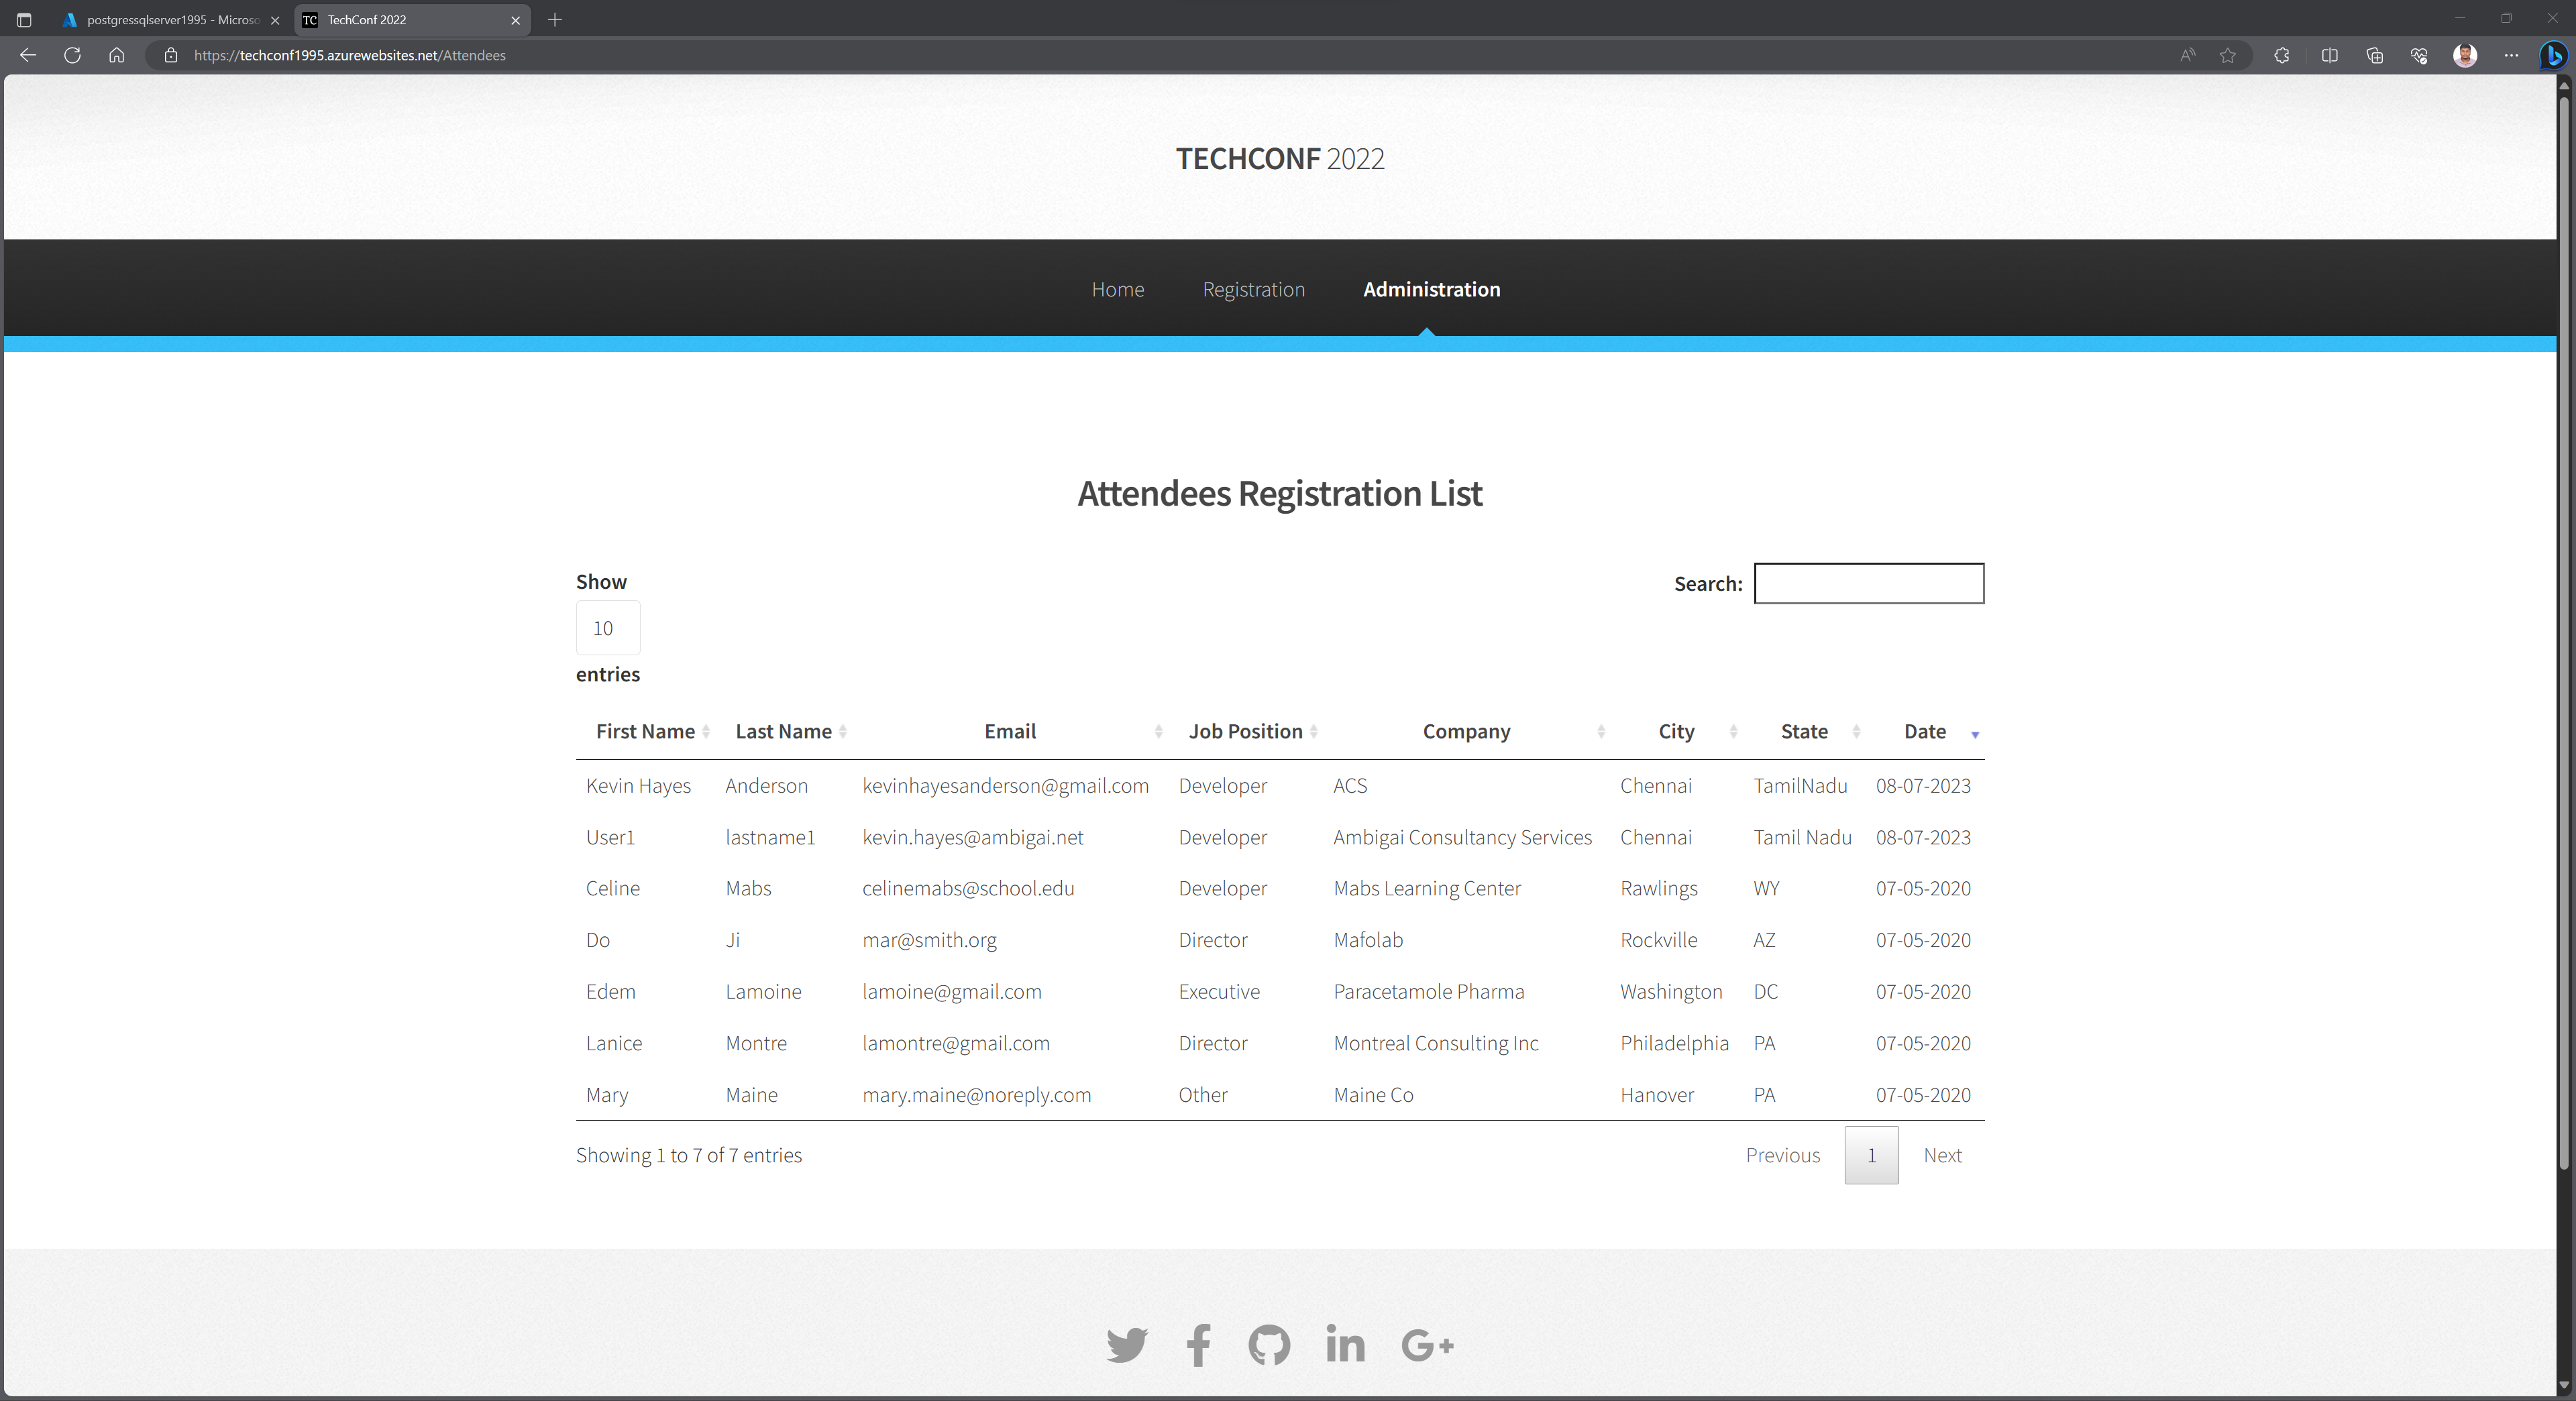 postgressqlserver1995 - Microso
TC TechConf 2022
https://techconf1995.azurewebsites.net/Attendees
TECHCONF 2022
Home Registration Administration
Attendees Registration List
Show
10
entries
Search:
First Name Last Name Email Job Position Company City State Date
Kevin Hayes Anderson kevinhayesanderson@gmail.com Developer ACS Chennai TamilNadu 08-07-2023
User1 lastname1 kevin.hayes@ambigai.net Developer Ambigai Consultancy Services Chennai Tamil Nadu 08-07-2023
Celine Mabs celinemabs@school.edu Developer Mabs Learning Center Rawlings WY 07-05-2020
Do Ji mar@smith.org Director Mafolab Rockville AZ 07-05-2020
Edem Lamoine lamoine@gmail.com Executive Paracetamole Pharma Washington DC 07-05-2020
Lanice Montre lamontre@gmail.com Director Montreal Consulting Inc Philadelphia PA 07-05-2020
Mary Maine mary.maine@noreply.com Other Maine Co Hanover PA 07-05-2020
Showing 1 to 7 of 7 entries
Previous 1 Next